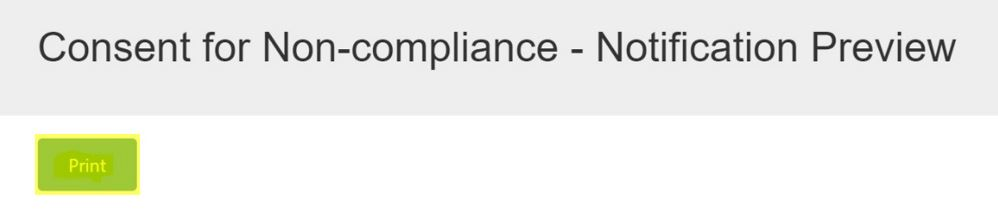 Consent for Non-compliance - Notification Preview
Print